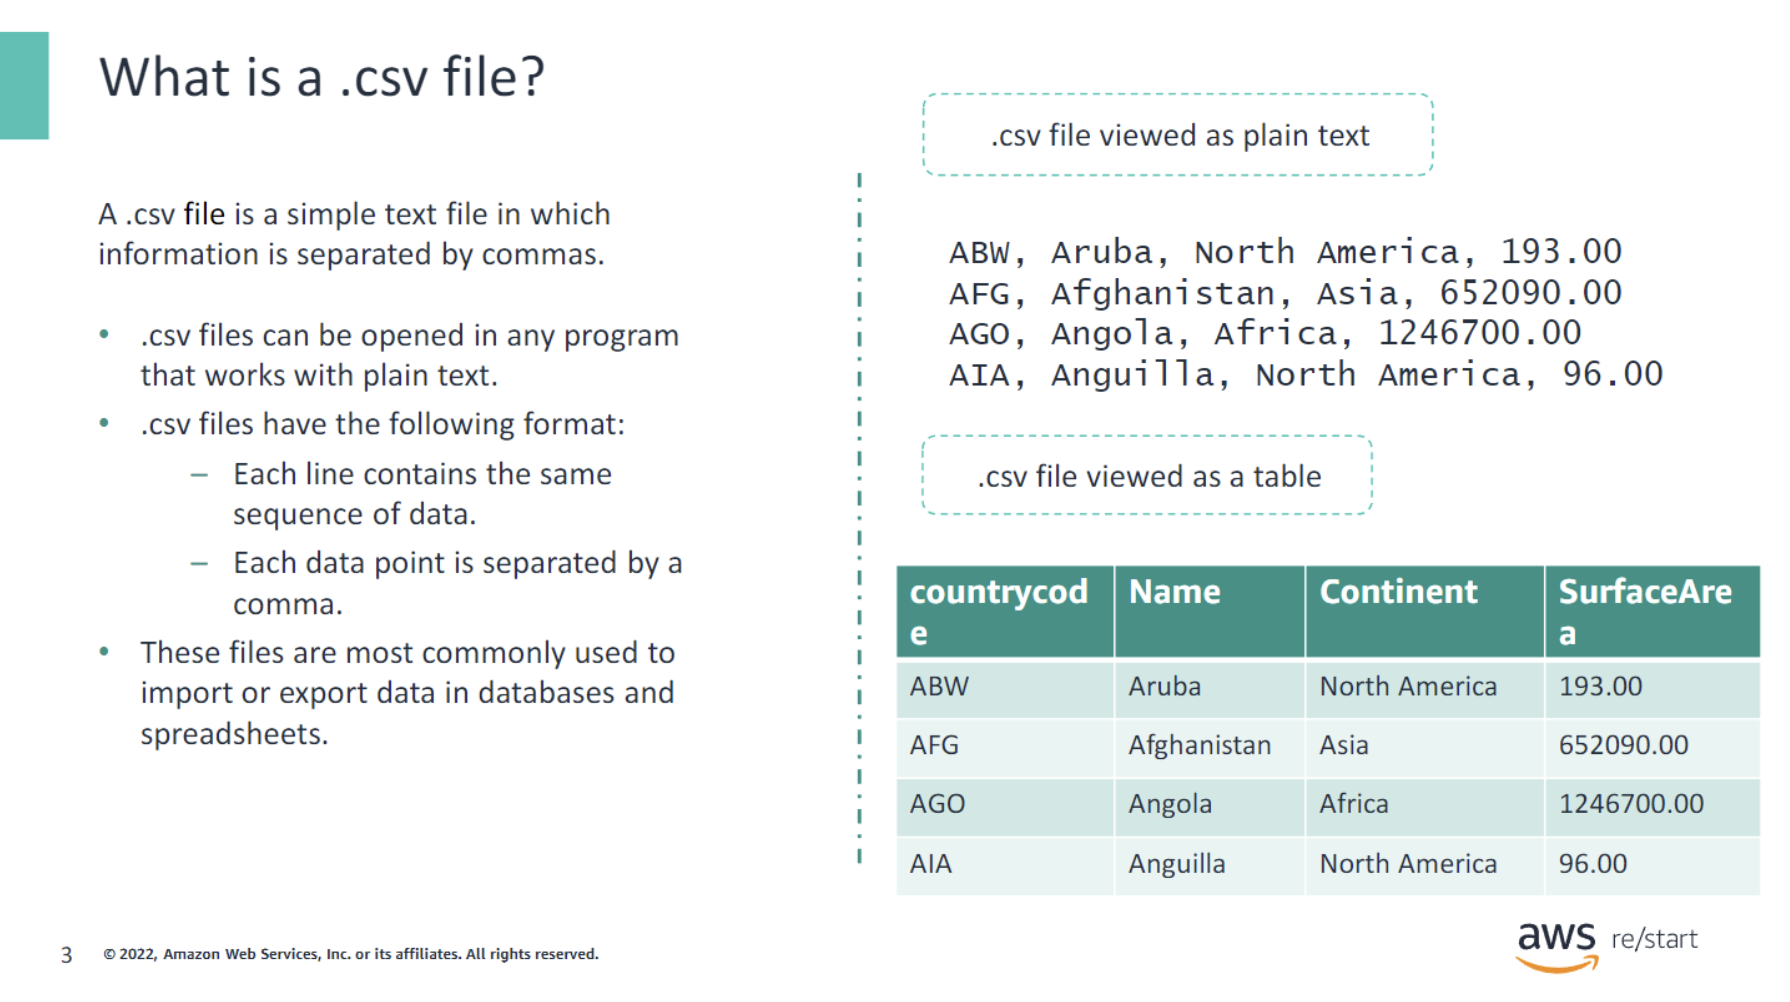 What is a .csv file?
A .csv file is a simple text file in which
information is separated by commas.
• .csv files can be opened in any program
that works with plain text.
• .csv files have the following format:
– Each line contains the same
sequence of data.
– Each data point is separated by a
comma.
• These files are most commonly used to
import or export data in databases and
spreadsheets.
.csv file viewed as plain text
ABW, Aruba, North America, 193.00
AFG, Afghanistan, Asia, 652090.00
AGO, Angola, Africa, 1246700.00
AIA, Anguilla, North America, 96.00
.csv file viewed as a table
countrycod
e Name Continent SurfaceAre
a
ABW Aruba North America 193.00
AFG Afghanistan Asia 652090.00
AGO Angola Africa 1246700.00
AIA Anguilla North America 96.00
3 © 2022, Amazon Web Services, Inc. or its affiliates. All rights reserved.
aws re/start